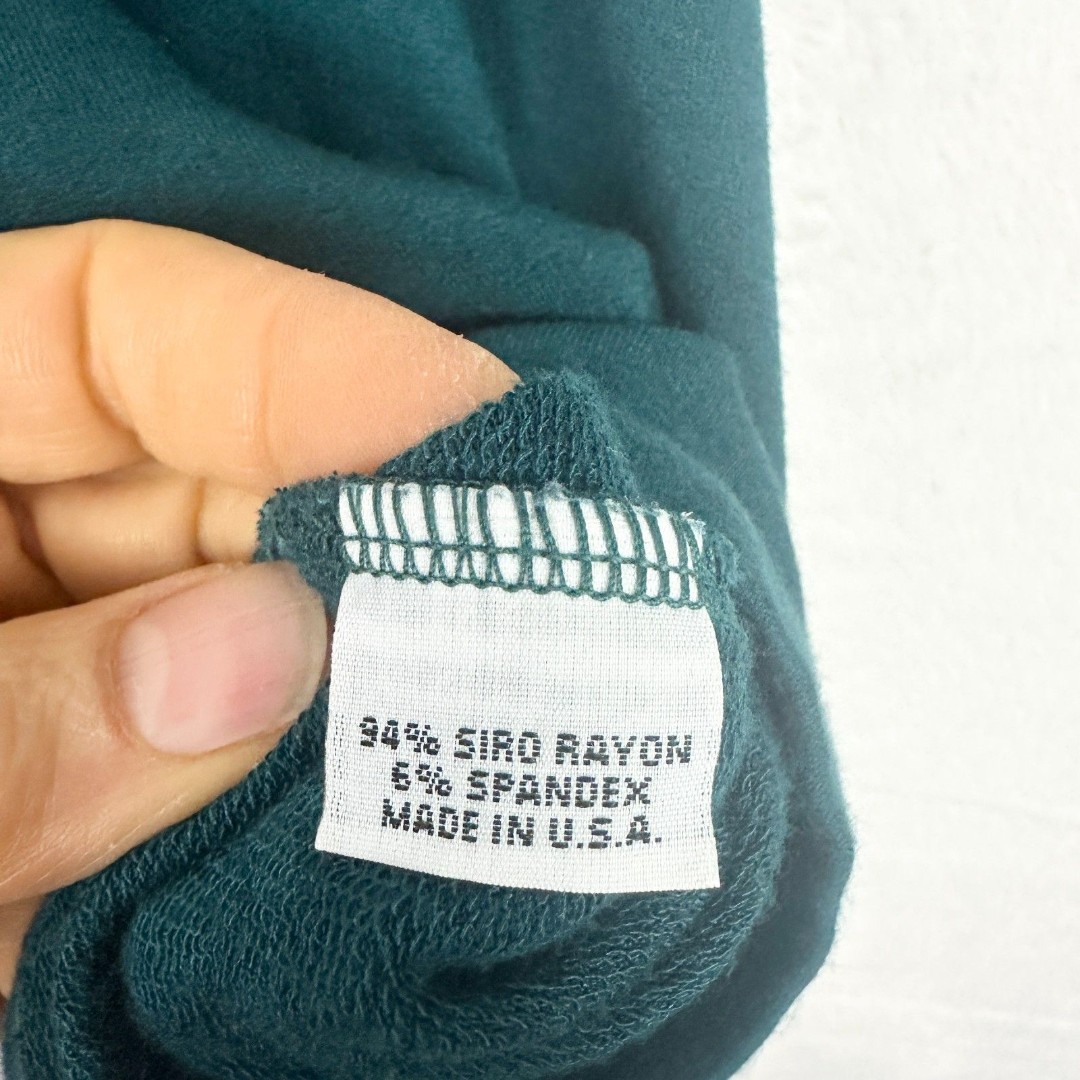 94% SIRO RAYON
6% SPANDEX
MADE IN U.S.A.